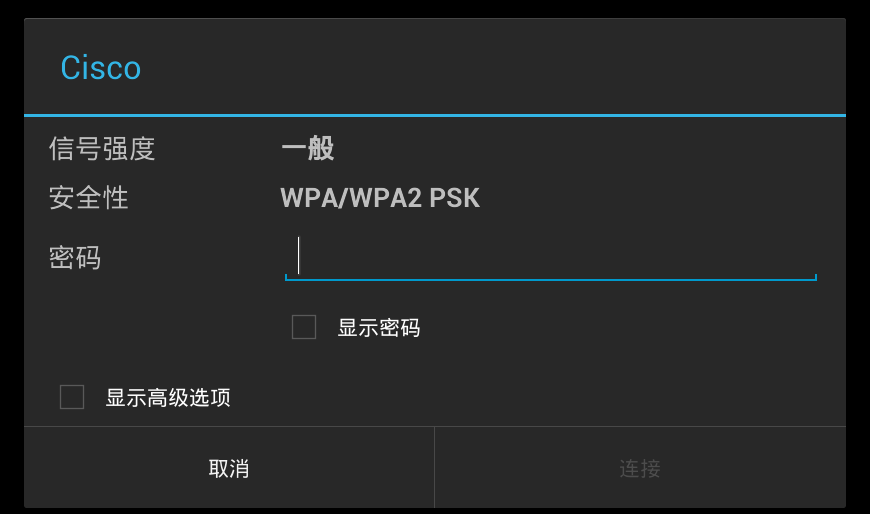 Cisco
信号强度 一般
安全性 WPA/WPA2 PSK
密码
显示密码
显示高级选项
取消 连接